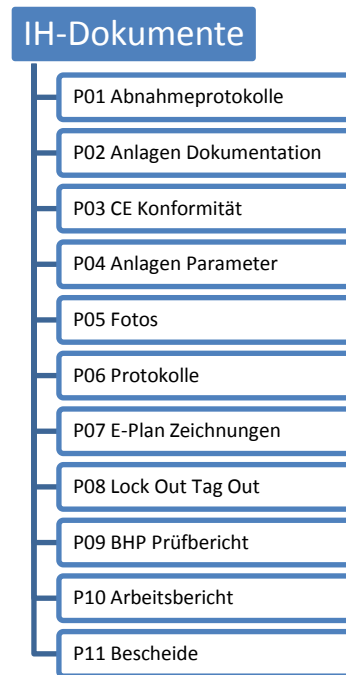 IH-Dokumente
P01 Abnahmeprotokolle
P02 Anlagen Dokumentation
P03 CE Konformität
P04 Anlagen Parameter
P05 Fotos
P06 Protokolle
P07 E-Plan Zeichnungen
P08 Lock Out Tag Out
P09 BHP Prüfbericht
P10 Arbeitsbericht
P11 Bescheide